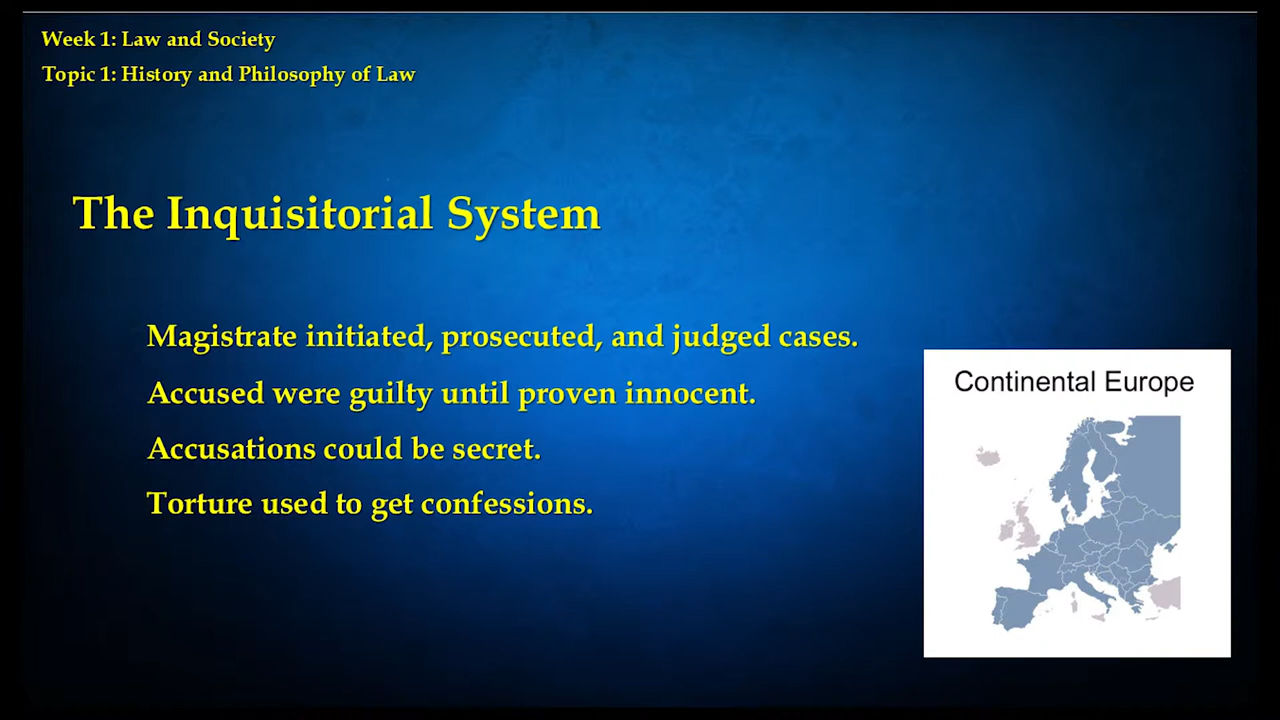 Week 1: Law and Society
Topic 1: History and Philosophy of Law
The Inquisitorial System
Magistrate initiated, prosecuted, and judged cases.
Accused were guilty until proven innocent.
Accusations could be secret.
Torture used to get confessions.
Continental Europe